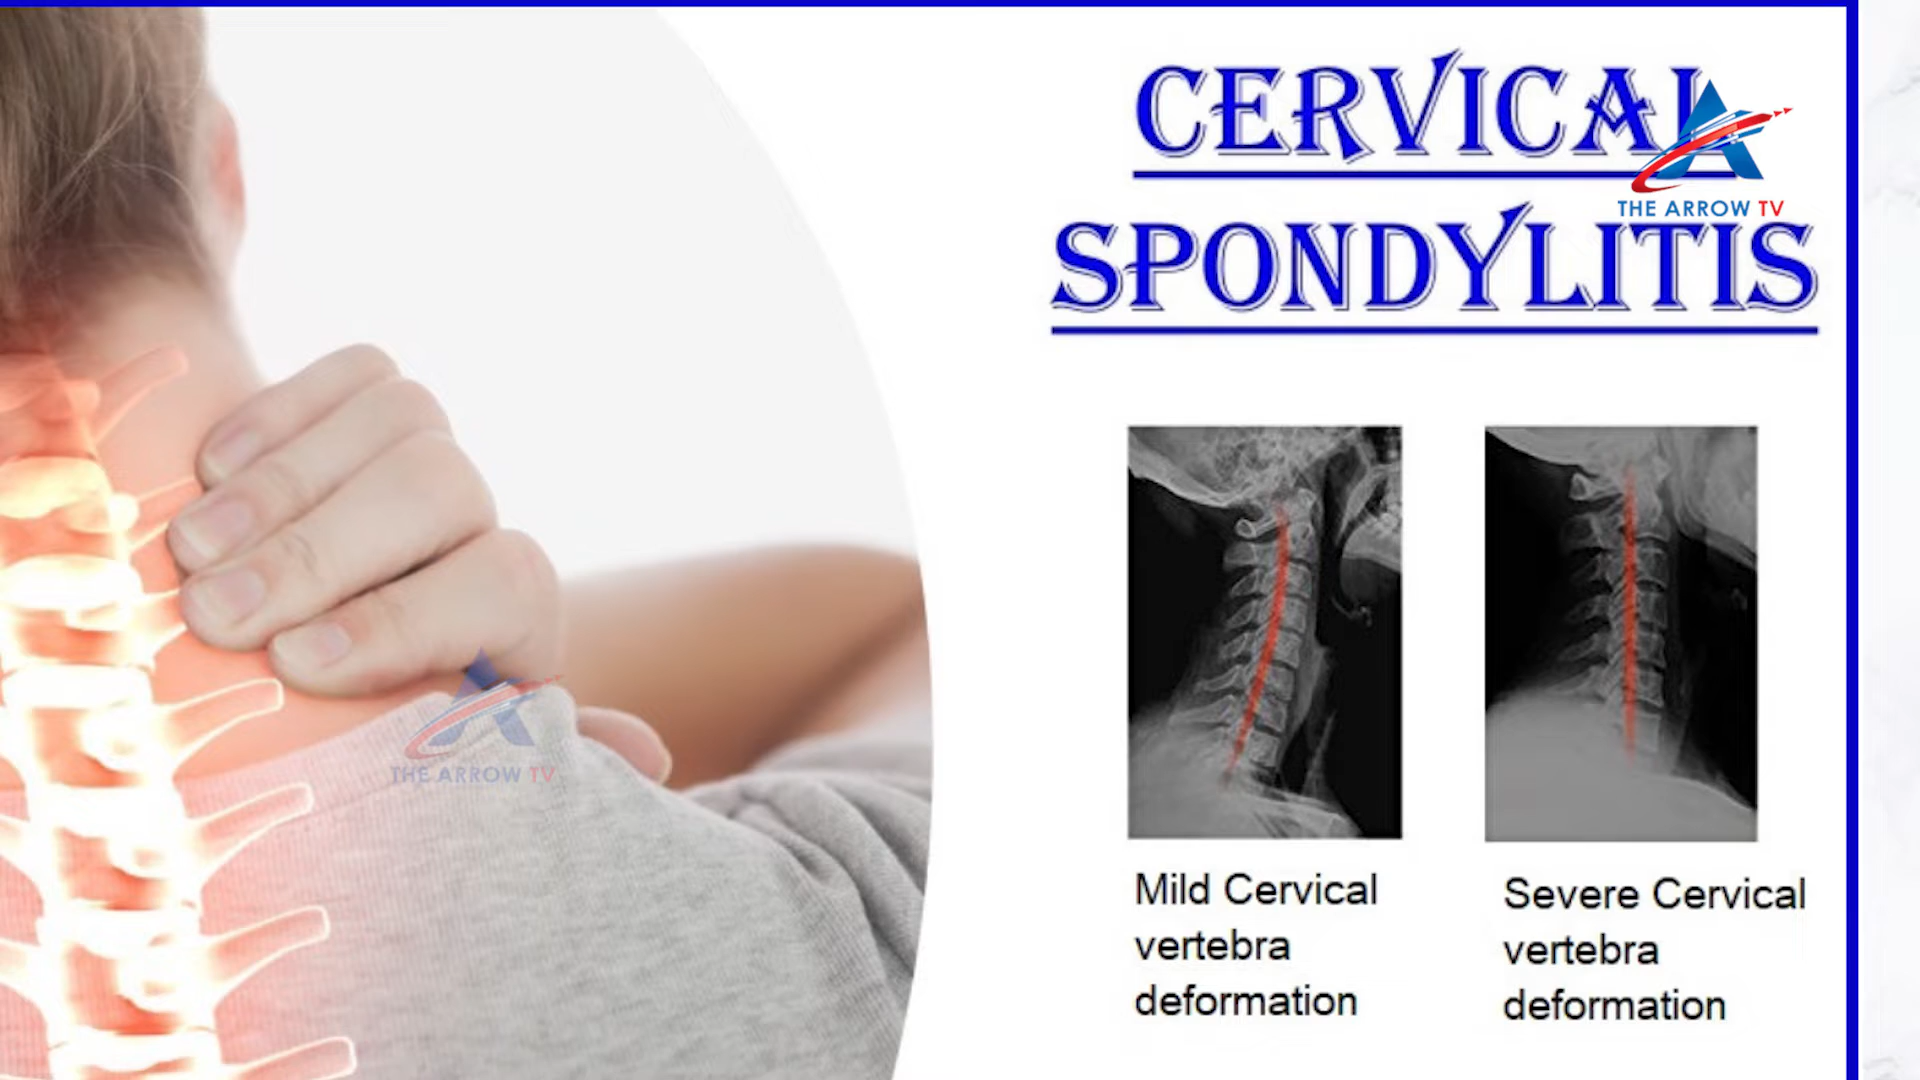 CERVICAL
THE ARROW TV
SPONDYLITIS
THE ARROW TV
Mild Cervical
vertebra
deformation
Severe Cervical
vertebra
deformation